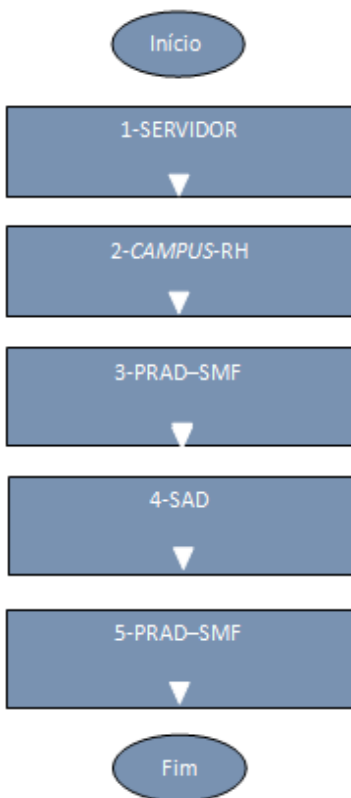 Início
1-SERVIDOR
2-CAMPUS-RH
3-PRAD–SMF
4-SAD
5-PRAD–SMF
Fim